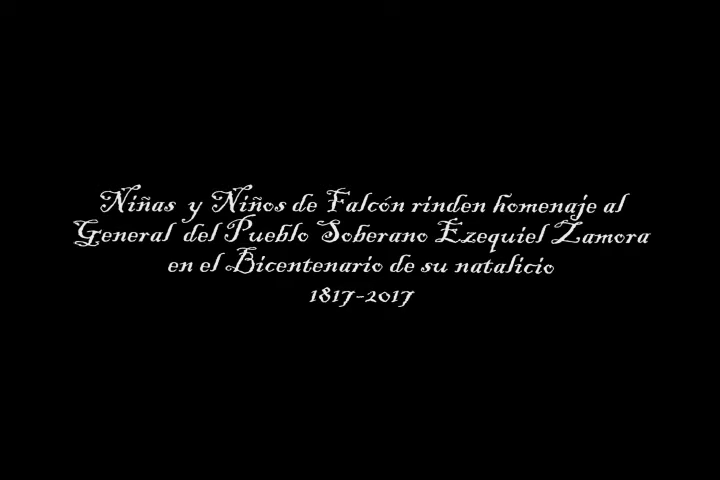 Niñas y Niños de Falcón rinden homenaje al
General del Pueblo Soberano Ezequiel Zamora
en el Bicentenario de su natalicio
1817-2017